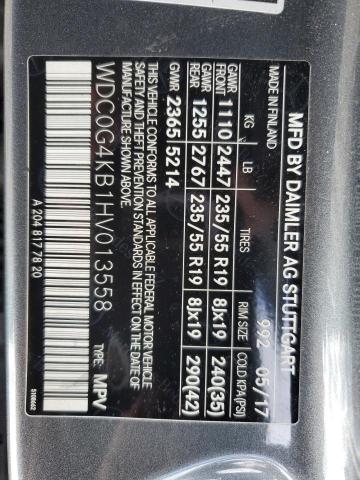 MFD BY DAIMLER AG STUTTGART
MADE IN FINLAND 992 05/17
KG LB TIRES RIM SIZE COLD KPA(PSI)
GAWR FRONT 1110 2447 235/55 R19 8Jx19 240(35)
GAWR REAR 1255 2767 235/55 R19 8Jx19 290(42)
GVWR 2365 5214
THIS VEHICLE CONFORMS TO ALL APPLICABLE FEDERAL MOTOR VEHICLE
SAFETY AND THEFT PREVENTION STANDARDS IN EFFECT ON THE DATE OF
MANUFACTURE SHOWN ABOVE.
WDC0G4KB1HV013558 TYPE: MPV
A 204 817 78 20 S100662